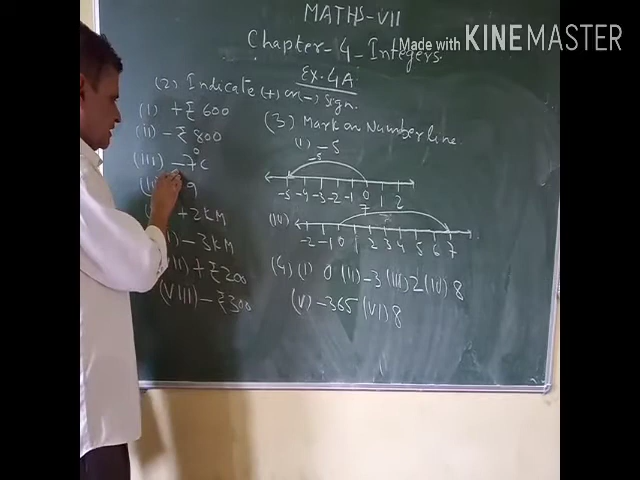 MATHS-VII
Chapter-4 Integers.
Made with KINEMASTER
Ex-4A
(2) Indicate (+) or (-) sign.
(i) +₹600
(ii) -₹800
(iii) -7°C
9
+2KM
-3KM
+₹200
(VIII) -₹300
(3) Mark on Number line.
(i) -5
-5
-5 -4 -3 -2 -1 0 1 2
7
(iv)
-2 -1 0 1 2 3 4 5 6 7
(4) (i) 0 (ii) -3 (iii) 2 (iv) 8
(v) -365 (vi) 8